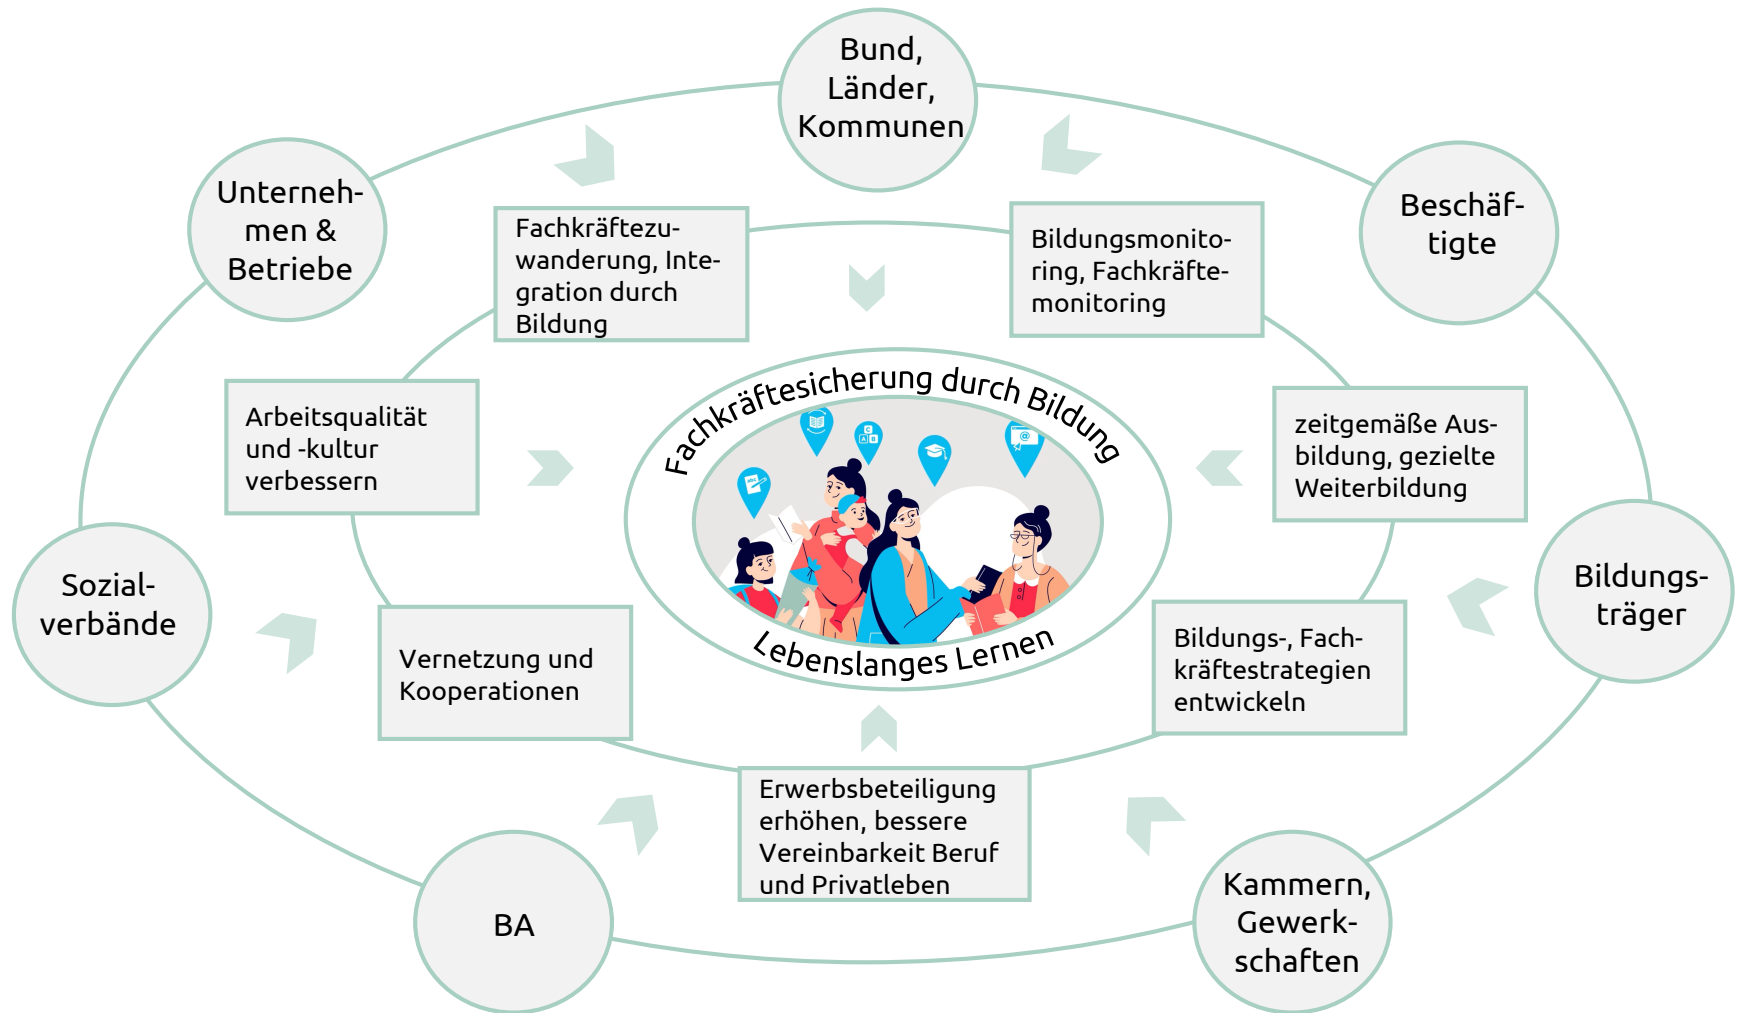 Bund,
Länder,
Kommunen
Unterneh-
men &
Betriebe
Beschäf-
tigte
Fachkräftezu-
wanderung, Inte-
gration durch
Bildung
Bildungsmonito-
ring, Fachkräfte-
monitoring
Arbeitsqualität
und -kultur
verbessern
Fachkräftesicherung durch Bildung
zeitgemäße Aus-
bildung, gezielte
Weiterbildung
C
A B
@
abc
Sozial-
verbände
Bildungs-
träger
Vernetzung und
Kooperationen
Lebenslanges Lernen
Bildungs-, Fach-
kräftestrategien
entwickeln
Erwerbsbeteiligung
erhöhen, bessere
Vereinbarkeit Beruf
und Privatleben
BA
Kammern,
Gewerk-
schaften